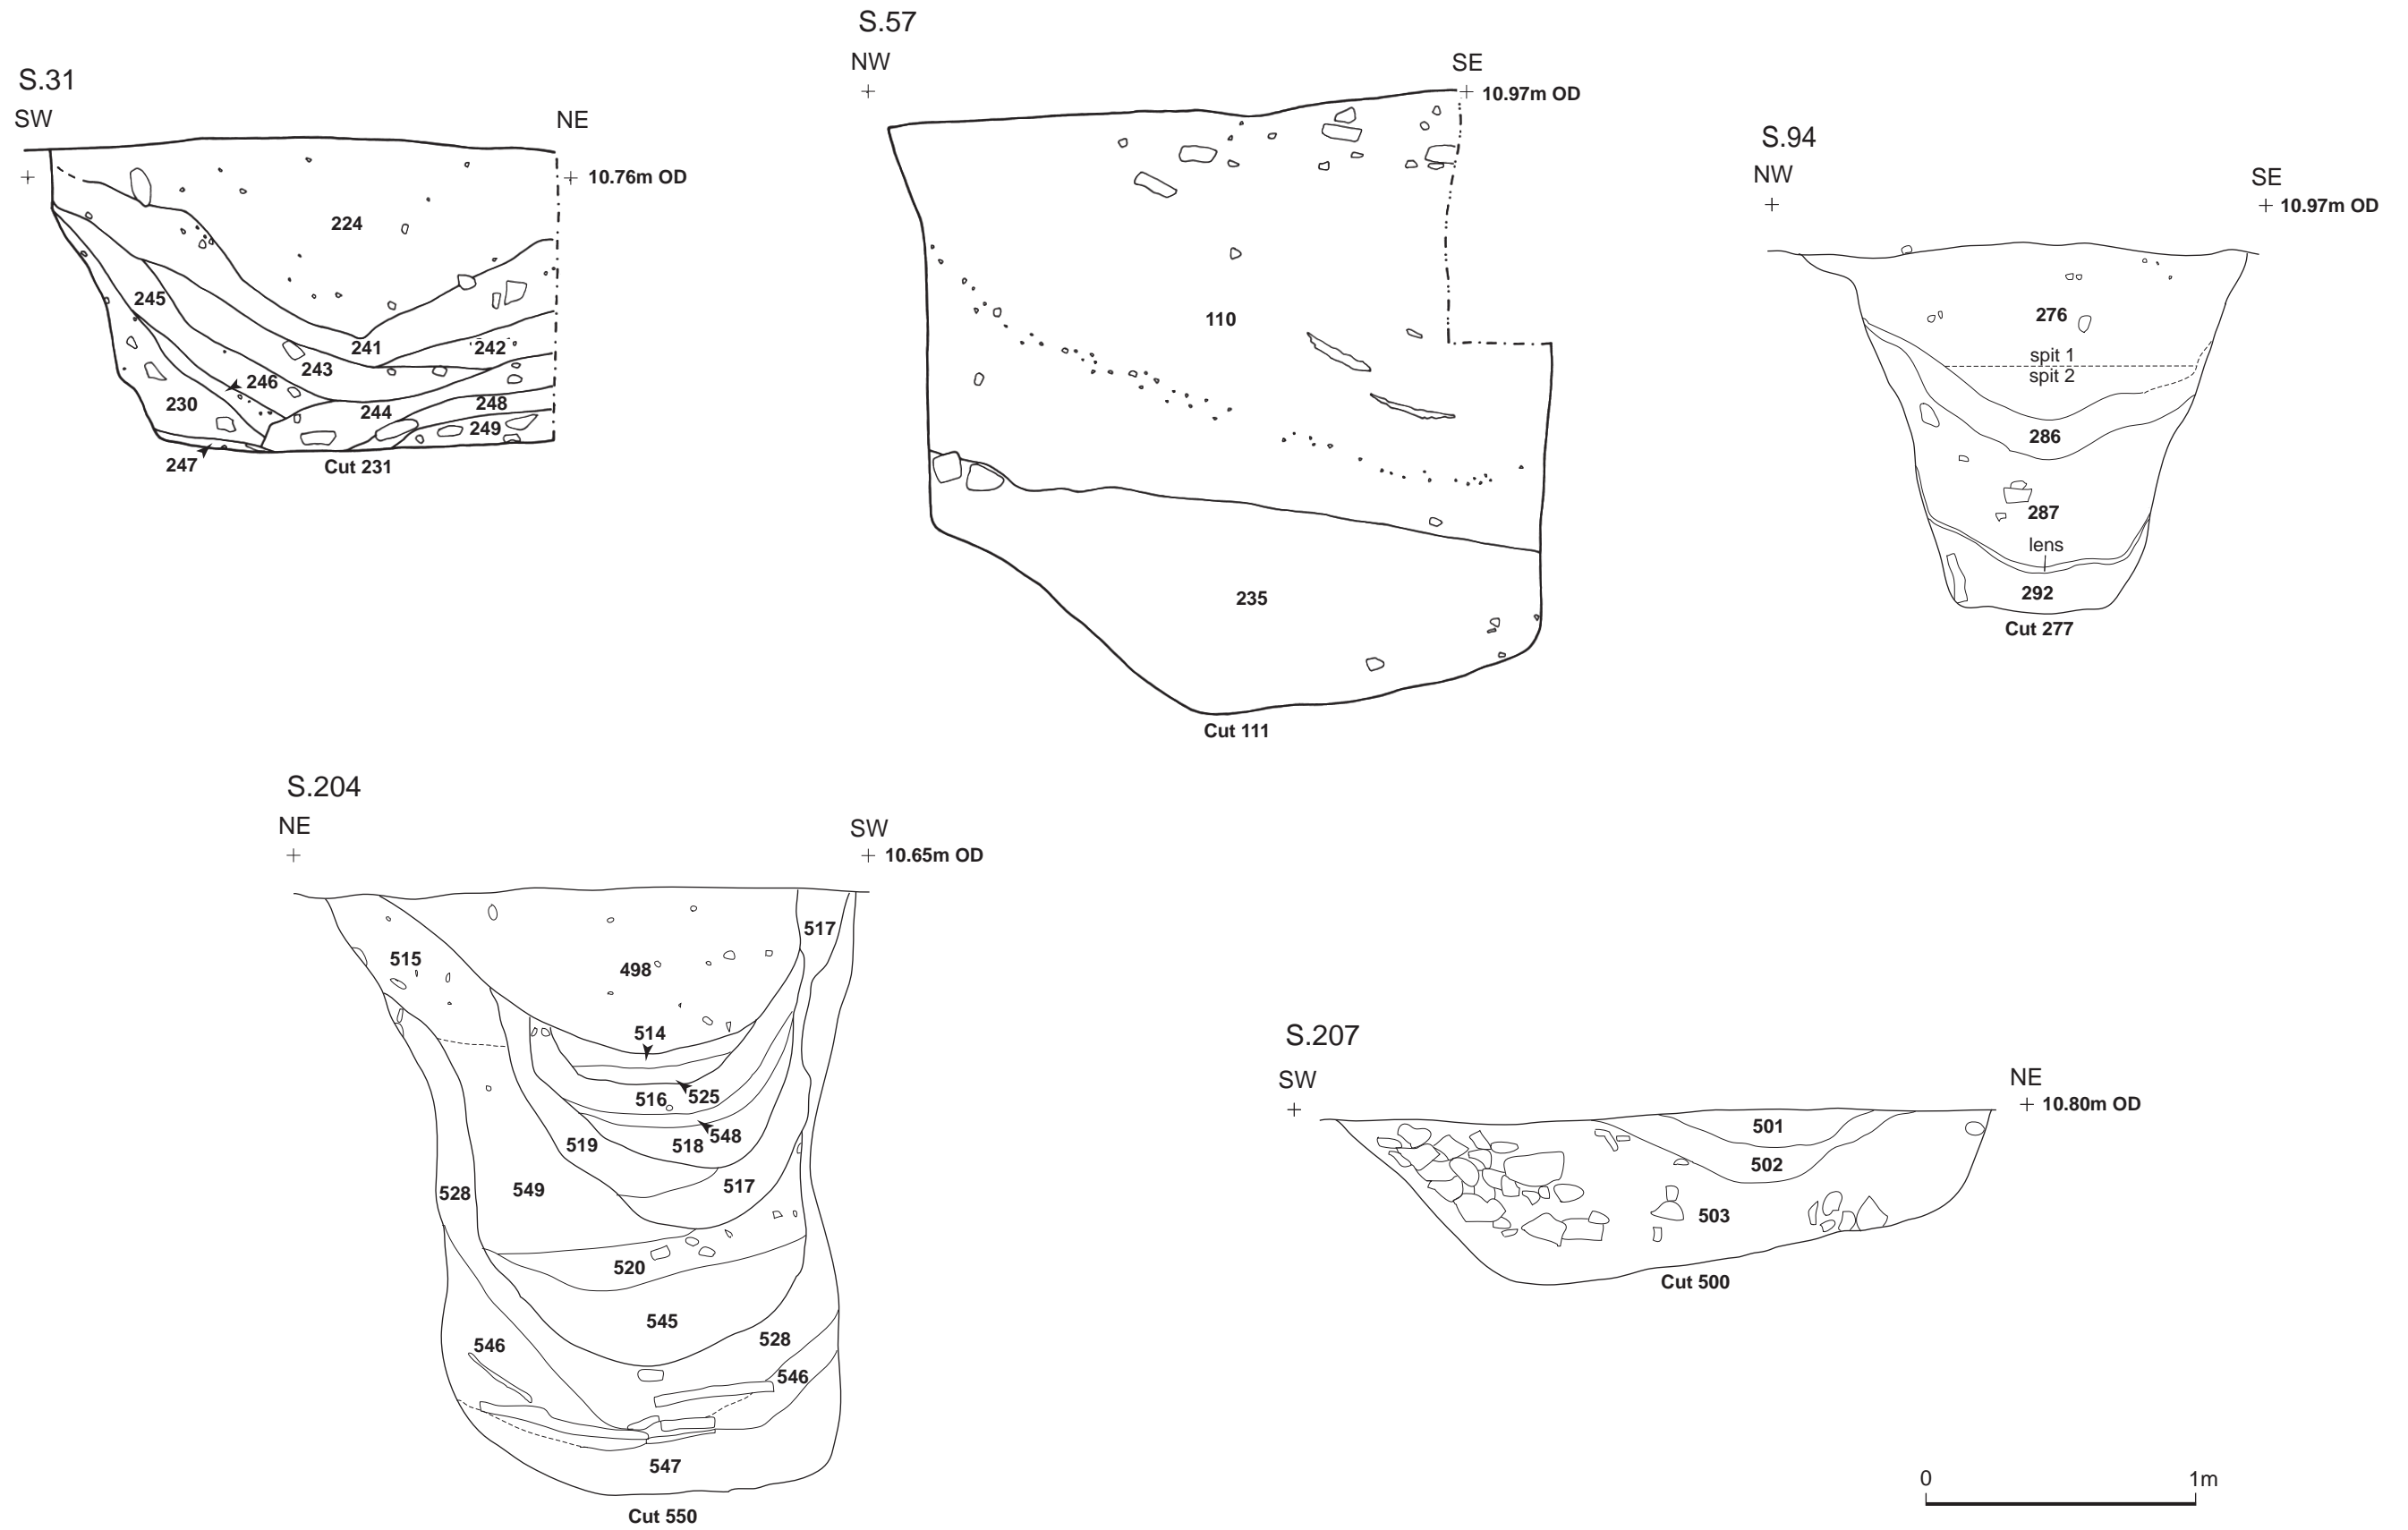 S.31
SW
NE
10.76m OD
224
245
241
242
243
246
230
244
248
249
247
Cut 231
S.57
NW
SE
10.97m OD
110
235
Cut 111
S.94
NW
SE
10.97m OD
276
spit 1
spit 2
286
287
lens
292
Cut 277
S.204
NE
SW
10.65m OD
517
515
498
514
516
525
548
519
518
517
528
549
520
545
528
546
546
547
Cut 550
S.207
SW
NE
10.80m OD
501
502
503
Cut 500
0 1m